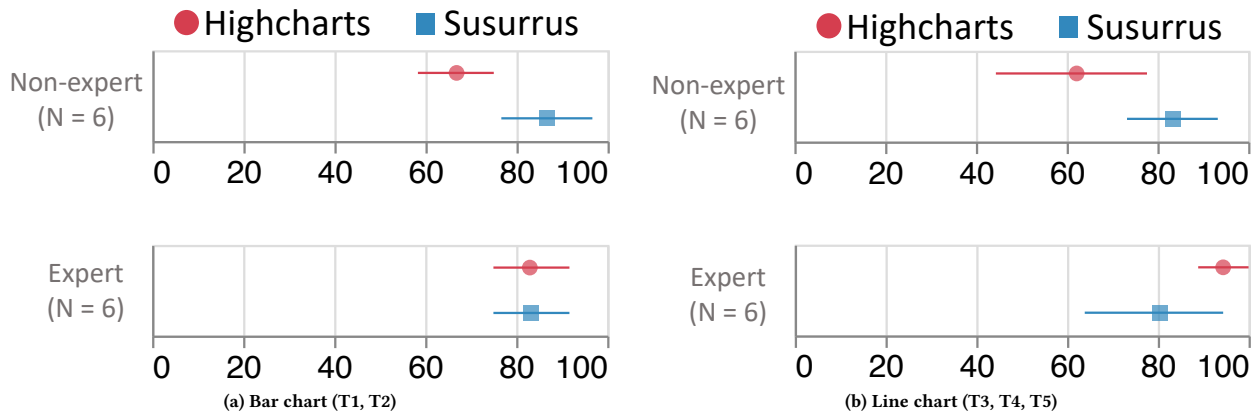 Highcharts Susurrus
Non-expert
(N = 6)
0 20 40 60 80 100
Expert
(N = 6)
0 20 40 60 80 100
(a) Bar chart (T1, T2)
Highcharts Susurrus
Non-expert
(N = 6)
0 20 40 60 80 100
Expert
(N = 6)
0 20 40 60 80 100
(b) Line chart (T3, T4, T5)